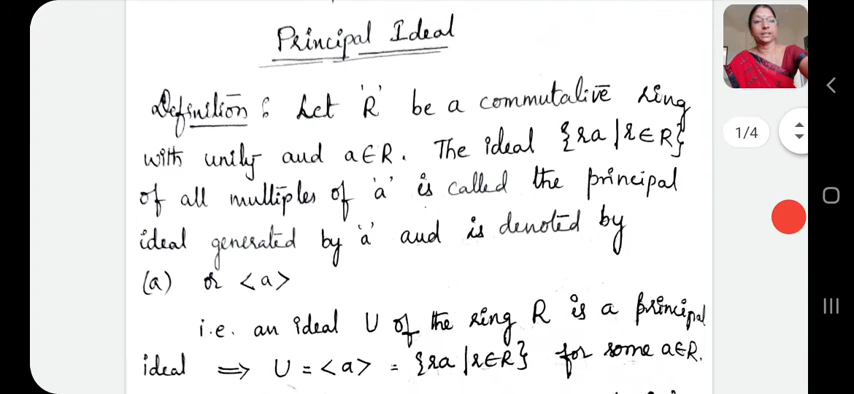 Principal Ideal
Definition : Let 'R' be a commutative ring
with unity and a∈R. The ideal {ra | r∈R}
of all multiples of 'a' is called the principal
ideal generated by 'a' and is denoted by
(a) or <a>
i.e. an ideal U of the ring R is a principal
ideal ⟹ U = <a> = {ra | r∈R} for some a∈R.
1/4